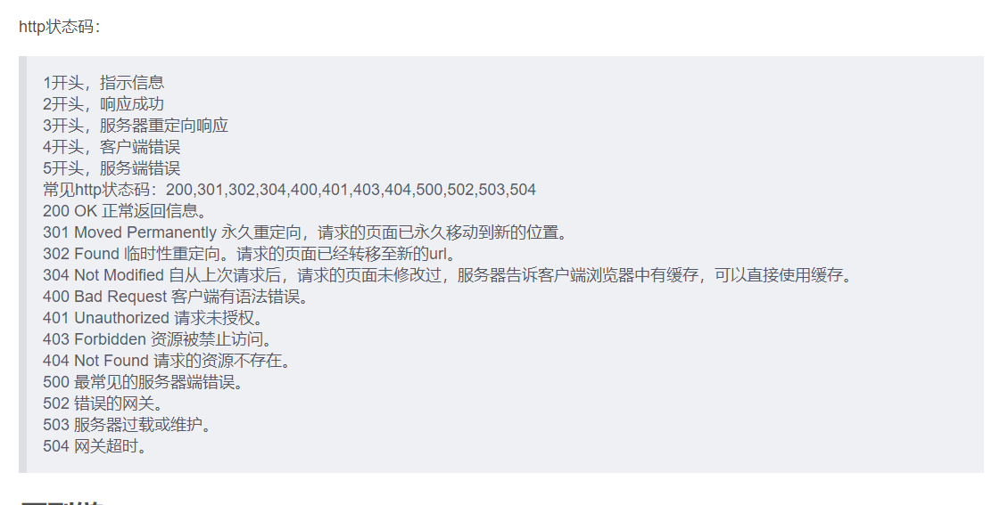 http状态码：
1开头，指示信息
2开头，响应成功
3开头，服务器重定向响应
4开头，客户端错误
5开头，服务端错误
常见http状态码：200,301,302,304,400,401,403,404,500,502,503,504
200 OK 正常返回信息。
301 Moved Permanently 永久重定向，请求的页面已永久移动到新的位置。
302 Found 临时性重定向。请求的页面已经转移至新的url。
304 Not Modified 自从上次请求后，请求的页面未修改过，服务器告诉客户端浏览器中有缓存，可以直接使用缓存。
400 Bad Request 客户端有语法错误。
401 Unauthorized 请求未授权。
403 Forbidden 资源被禁止访问。
404 Not Found 请求的资源不存在。
500 最常见的服务器端错误。
502 错误的网关。
503 服务器过载或维护。
504 网关超时。